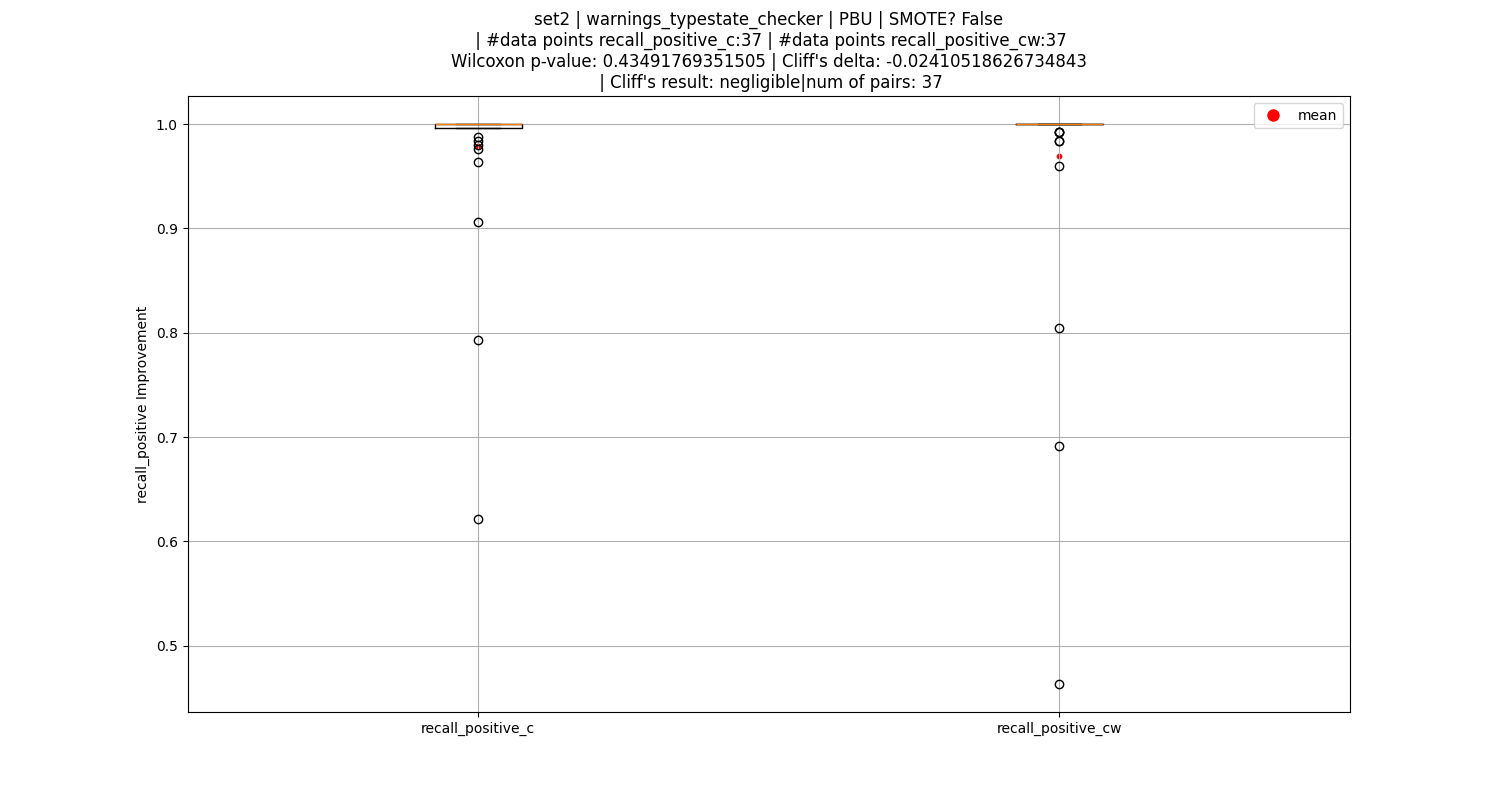 set2 | warnings_typestate_checker | PBU | SMOTE? False
| #data points recall_positive_c:37 | #data points recall_positive_cw:37
Wilcoxon p-value: 0.43491769351505 | Cliff's delta: -0.02410518626734843
| Cliff's result: negligible|num of pairs: 37
mean
1.0
0.9
0.8
0.7
0.6
0.5
recall_positive Improvement
recall_positive_c
recall_positive_cw